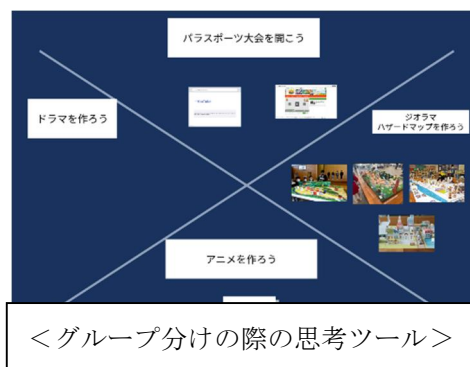 パラスポーツ大会を開こう
ドラマを作ろう
ジオラマ
ハザードマップを作ろう
アニメを作ろう
＜グループ分けの際の思考ツール＞